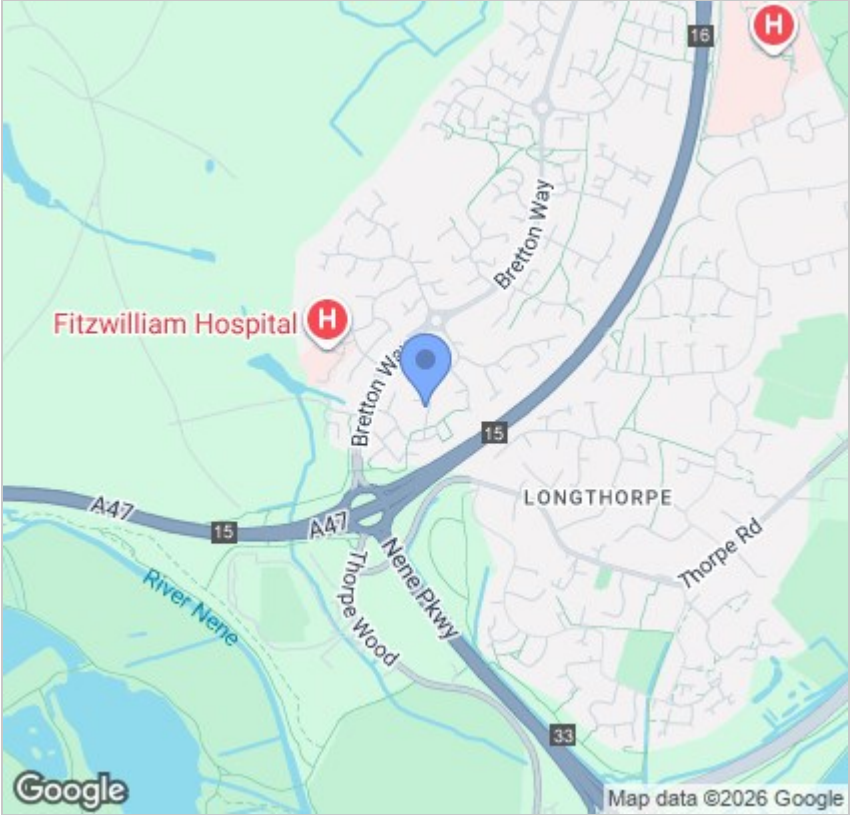 H
16
Bretton Way
Fitzwilliam Hospital
H
Bretton Way
15
LONGTHORPE
A47
15
A47
Thorpe Rd
River Nene
Thorpe Wood
Nene Pkwy
33
Google
Map data ©2026 Google